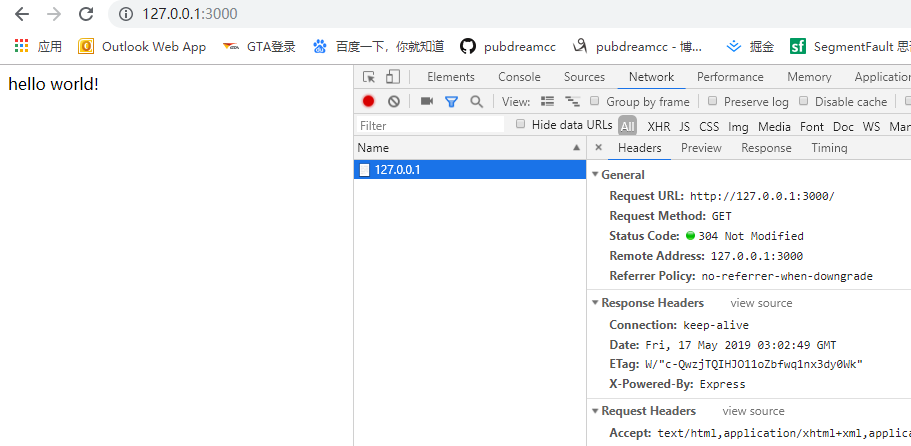 127.0.0.1:3000
应用 Outlook Web App GTA登录 百度一下，你就知道 pubdreamcc pubdreamcc - 博... 掘金 SegmentFault 思
hello world!
Elements Console Sources Network Performance Memory Application
View: Group by frame Preserve log Disable cache
Filter Hide data URLs All XHR JS CSS Img Media Font Doc WS Man
Name
127.0.0.1
× Headers Preview Response Timing
General
Request URL: http://127.0.0.1:3000/
Request Method: GET
Status Code: 304 Not Modified
Remote Address: 127.0.0.1:3000
Referrer Policy: no-referrer-when-downgrade
Response Headers view source
Connection: keep-alive
Date: Fri, 17 May 2019 03:02:49 GMT
ETag: W/"c-QwzjTQIHJO11oZbfwq1nx3dy0Wk"
X-Powered-By: Express
Request Headers view source
Accept: text/html,application/xhtml+xml,applica